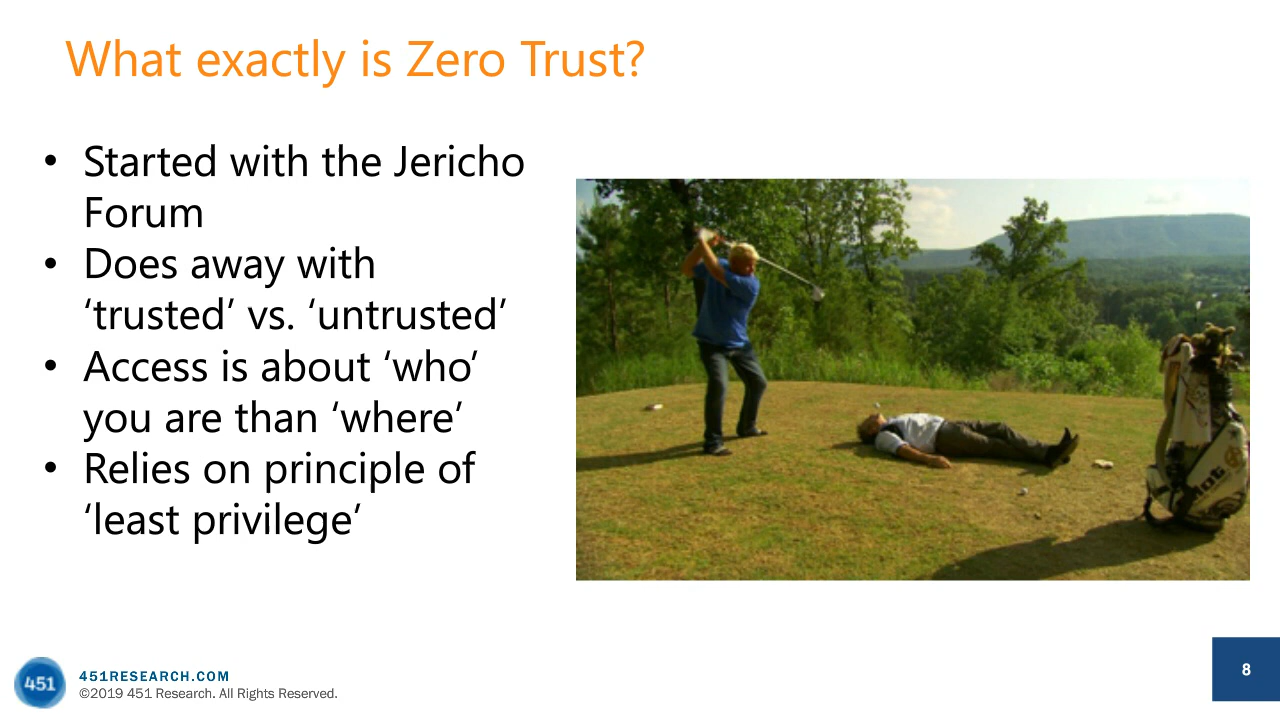 What exactly is Zero Trust?
• Started with the Jericho
Forum
• Does away with
‘trusted’ vs. ‘untrusted’
• Access is about ‘who’
you are than ‘where’
• Relies on principle of
‘least privilege’
451
451RESEARCH.COM
©2019 451 Research. All Rights Reserved.
8